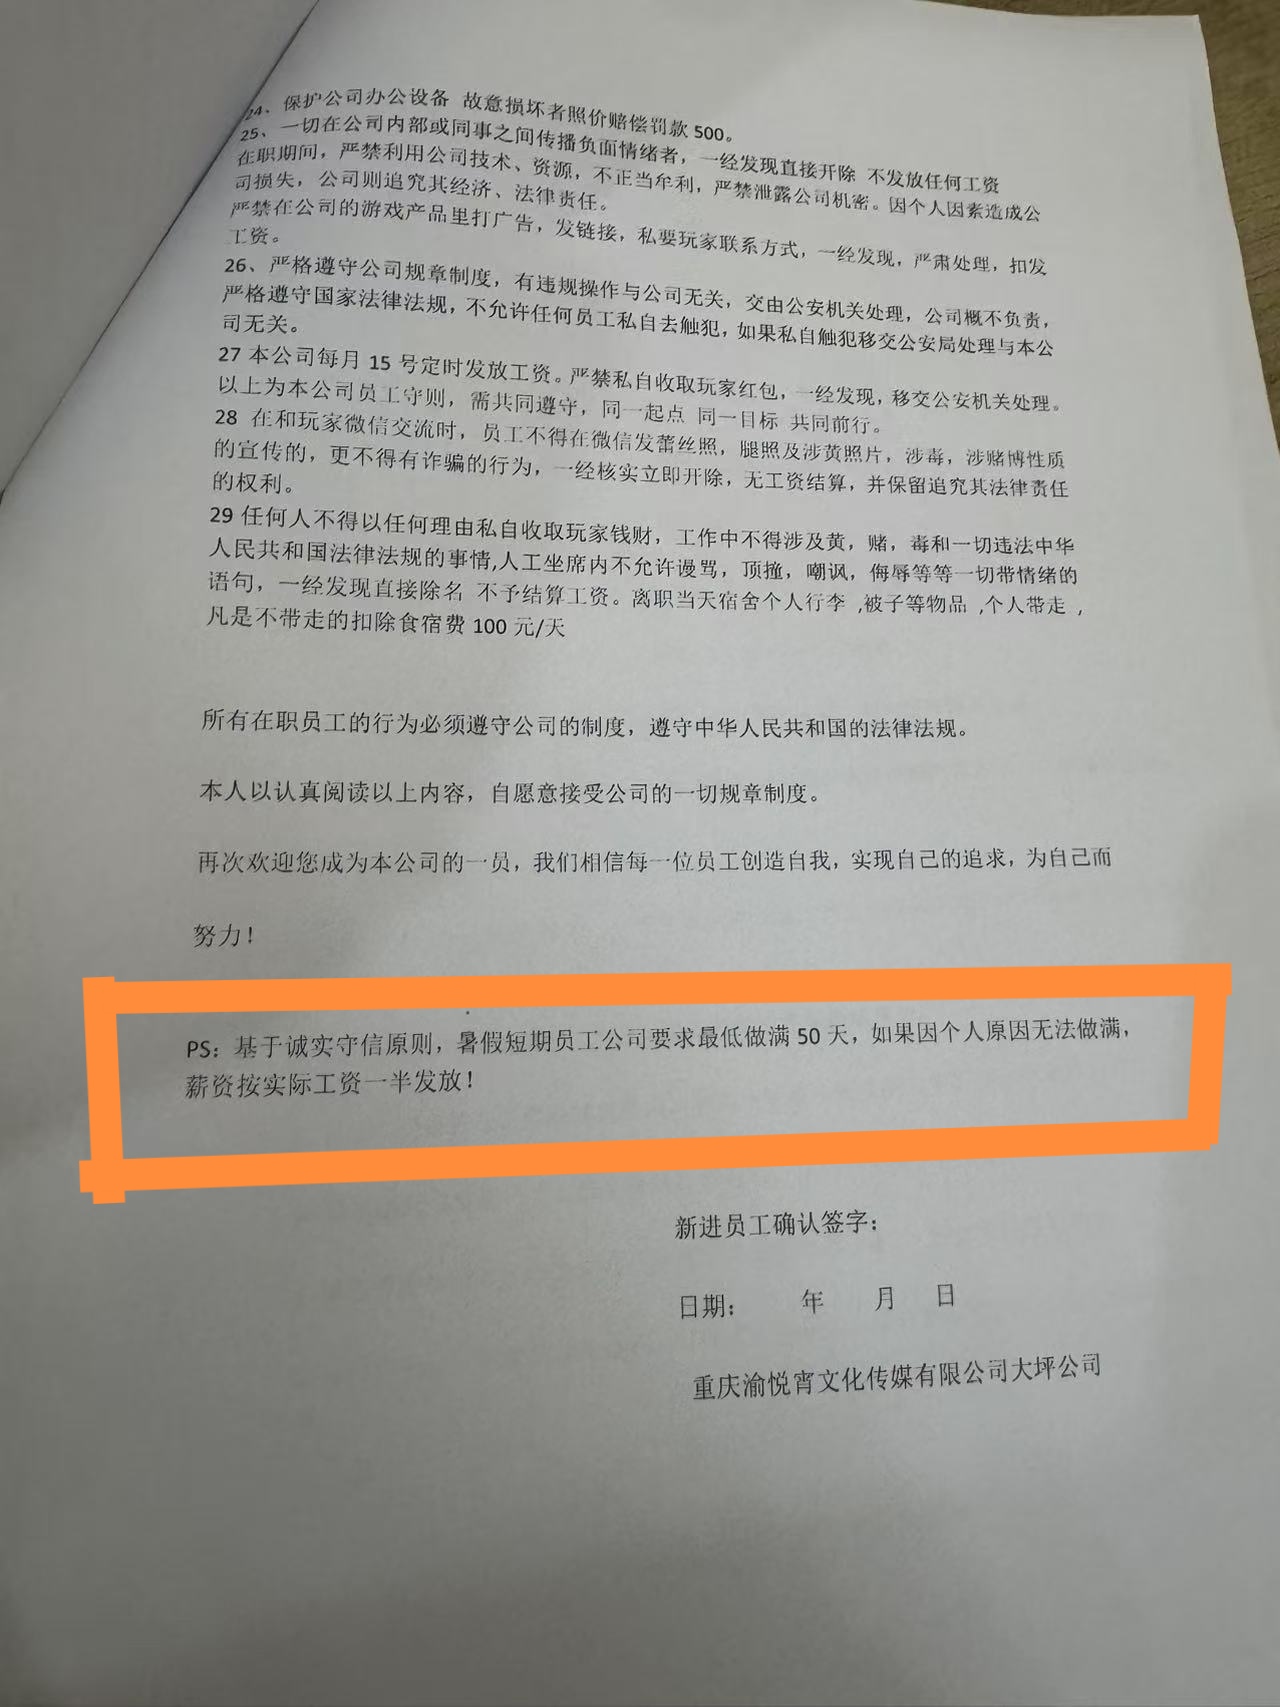 24、保护公司办公设备 故意损坏者照价赔偿罚款 500。
25、一切在公司内部或同事之间传播负面情绪者，一经发现直接开除 不发放任何工资
在职期间，严禁利用公司技术、资源，不正当牟利，严禁泄露公司机密。因个人因素造成公
司损失，公司则追究其经济、法律责任。
严禁在公司的游戏产品里打广告，发链接，私要玩家联系方式，一经发现，严肃处理，扣发
工资。
26、严格遵守公司规章制度，有违规操作与公司无关，交由公安机关处理，公司概不负责，
严格遵守国家法律法规，不允许任何员工私自去触犯，如果私自触犯移交公安局处理与本公
司无关。
27 本公司每月 15 号定时发放工资。严禁私自收取玩家红包，一经发现，移交公安机关处理。
以上为本公司员工守则，需共同遵守，同一起点 同一目标 共同前行。
28 在和玩家微信交流时，员工不得在微信发蕾丝照，腿照及涉黄照片，涉毒，涉赌博性质
的宣传的，更不得有诈骗的行为，一经核实立即开除，无工资结算，并保留追究其法律责任
的权利。
29 任何人不得以任何理由私自收取玩家钱财，工作中不得涉及黄，赌，毒和一切违法中华
人民共和国法律法规的事情,人工坐席内不允许谩骂，顶撞，嘲讽，侮辱等等一切带情绪的
语句，一经发现直接除名 不予结算工资。离职当天宿舍个人行李 ,被子等物品 ,个人带走 ,
凡是不带走的扣除食宿费 100 元/天
所有在职员工的行为必须遵守公司的制度，遵守中华人民共和国的法律法规。
本人以认真阅读以上内容，自愿意接受公司的一切规章制度。
再次欢迎您成为本公司的一员，我们相信每一位员工创造自我，实现自己的追求，为自己而
努力！
PS：基于诚实守信原则，暑假短期员工公司要求最低做满 50 天，如果因个人原因无法做满，
薪资按实际工资一半发放！
新进员工确认签字：
日期： 年 月 日
重庆渝悦宵文化传媒有限公司大坪公司